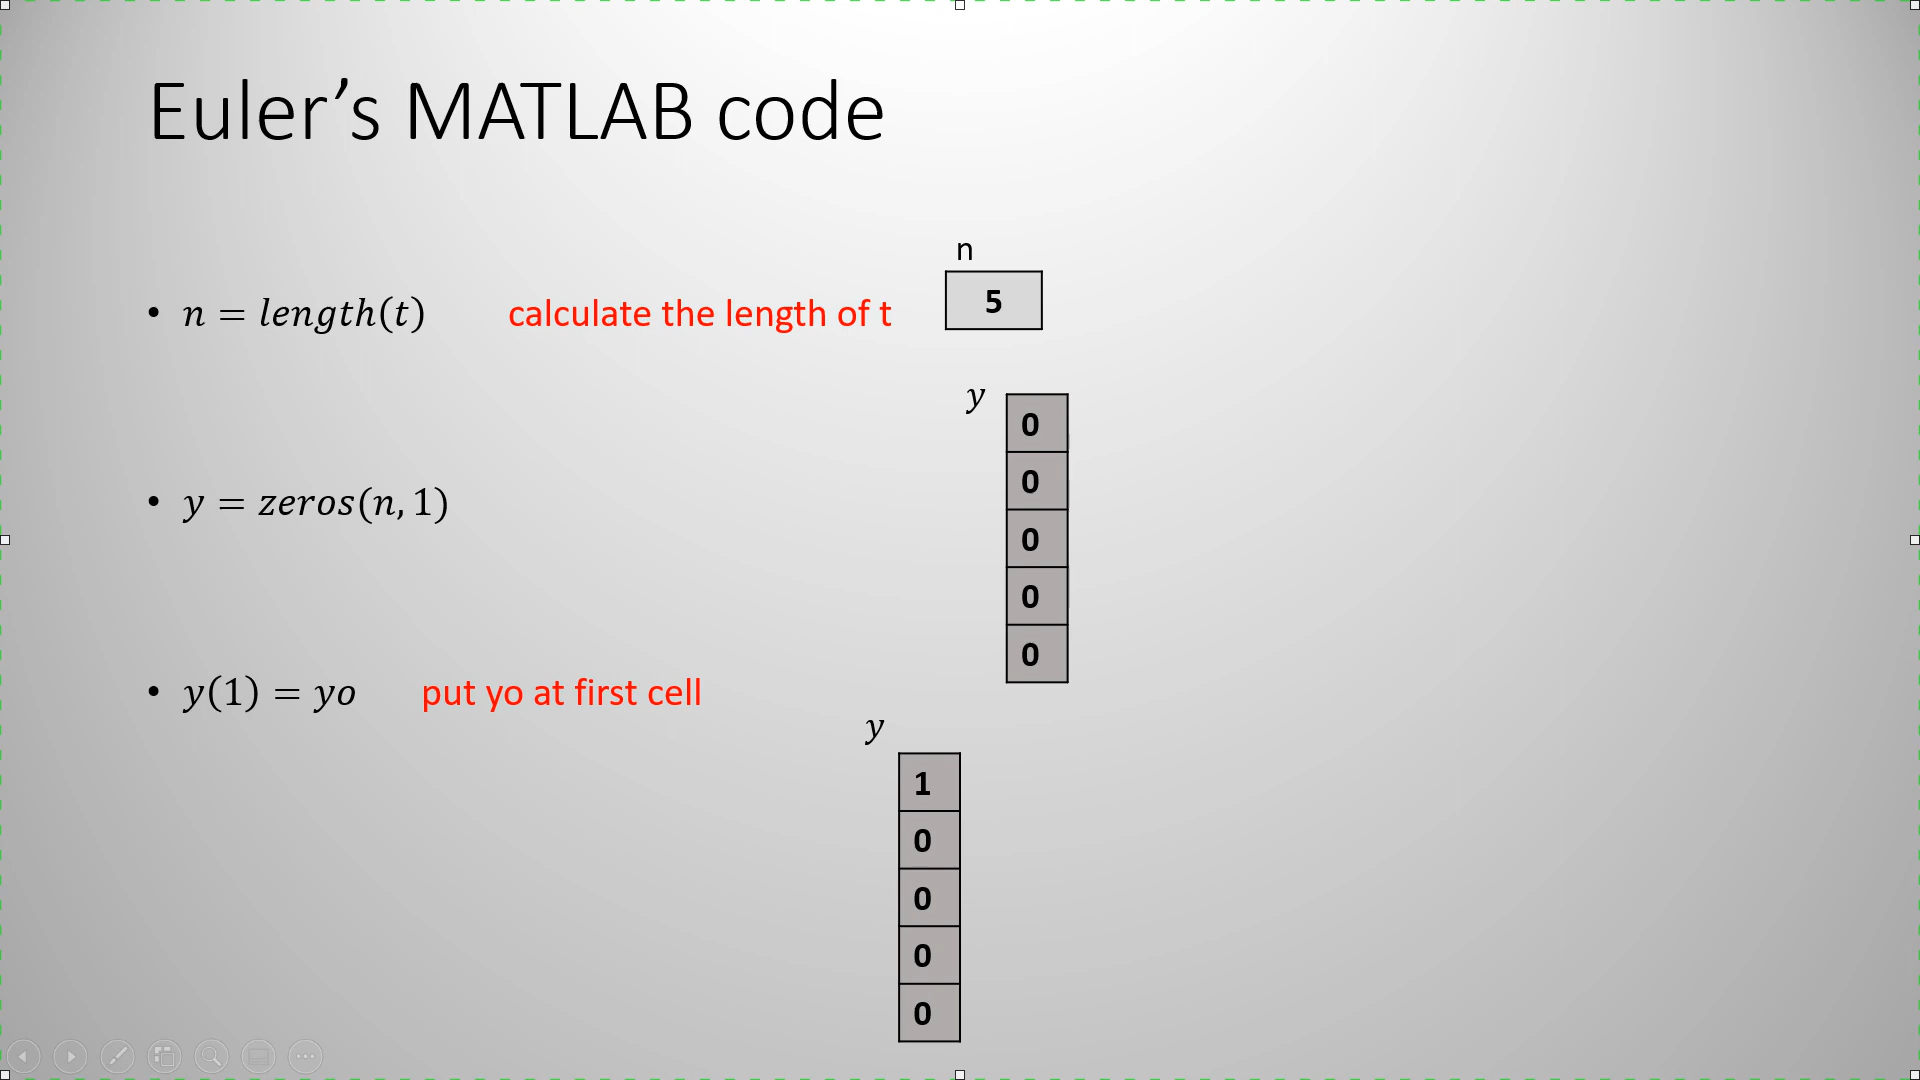 Euler’s MATLAB code
n
• n = length(t) calculate the length of t
5
y
0
0
• y = zeros(n, 1)
0
0
0
• y(1) = yo put yo at first cell
y
1
0
0
0
0